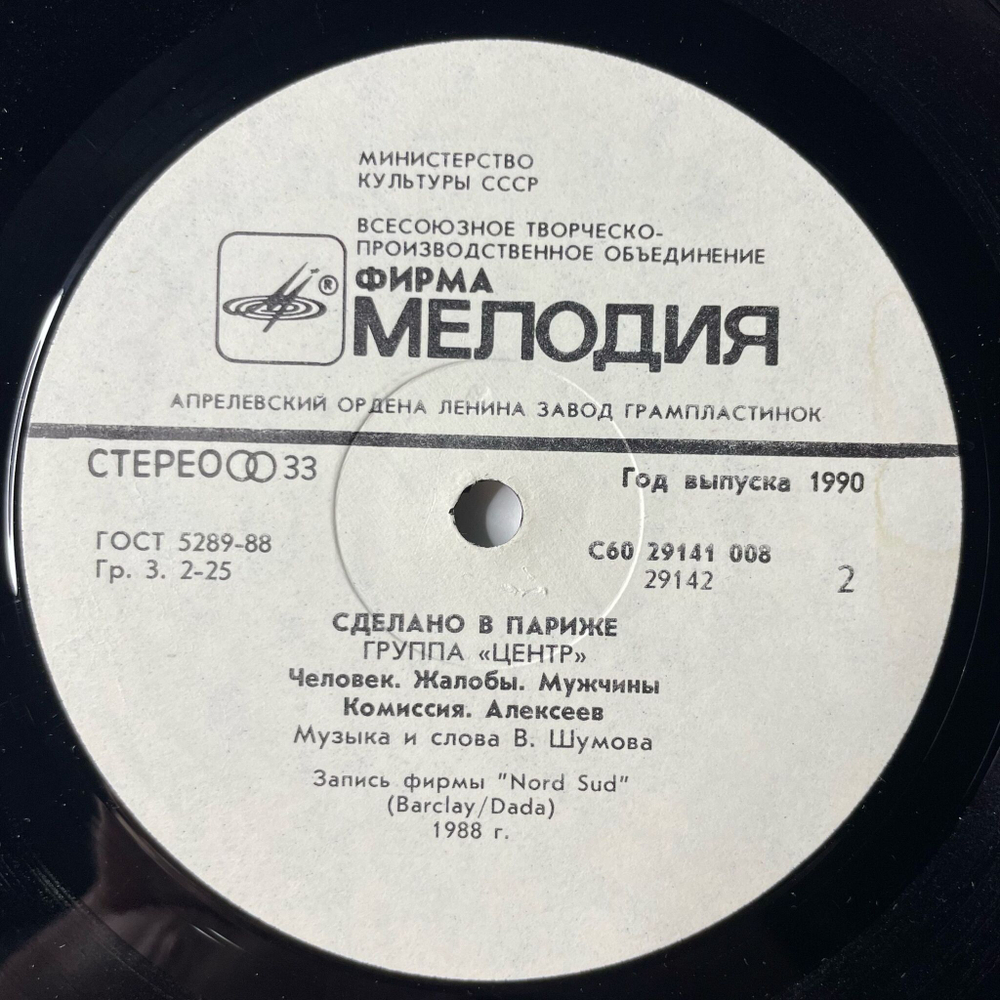 МИНИСТЕРСТВО
КУЛЬТУРЫ СССР
ВСЕСОЮЗНОЕ ТВОРЧЕСКО-
ПРОИЗВОДСТВЕННОЕ ОБЪЕДИНЕНИЕ
ФИРМА
®
МЕЛОДИЯ
АПРЕЛЕВСКИЙ ОРДЕНА ЛЕНИНА ЗАВОД ГРАМПЛАСТИНОК
СТЕРЕО 33
Год выпуска 1990
ГОСТ 5289-88
Гр. 3. 2-25
С60 29141 008
29142
2
СДЕЛАНО В ПАРИЖЕ
ГРУППА «ЦЕНТР»
Человек. Жалобы. Мужчины
Комиссия. Алексеев
Музыка и слова В. Шумова
Запись фирмы "Nord Sud"
(Barclay/Dada)
1988 г.